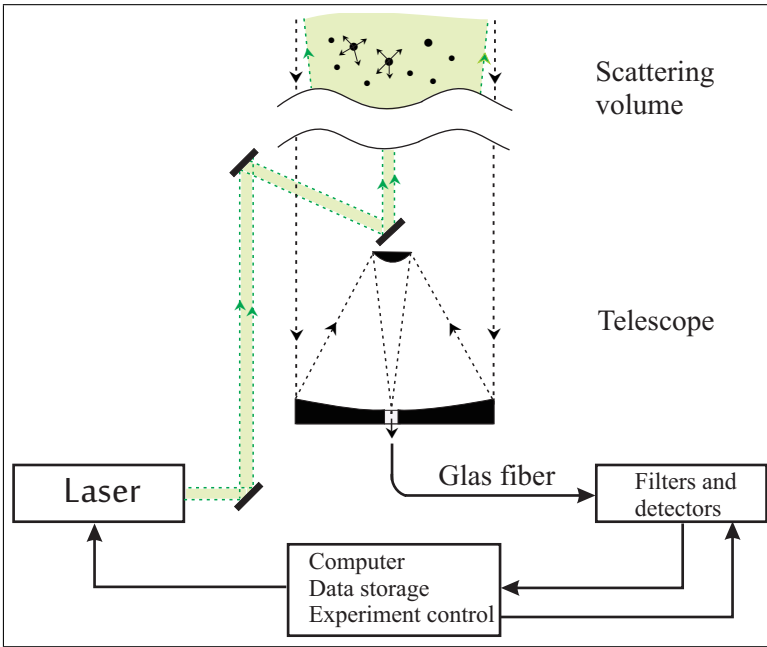 Scattering
volume
Telescope
Laser
Glas fiber
Filters and
detectors
Computer
Data storage
Experiment control